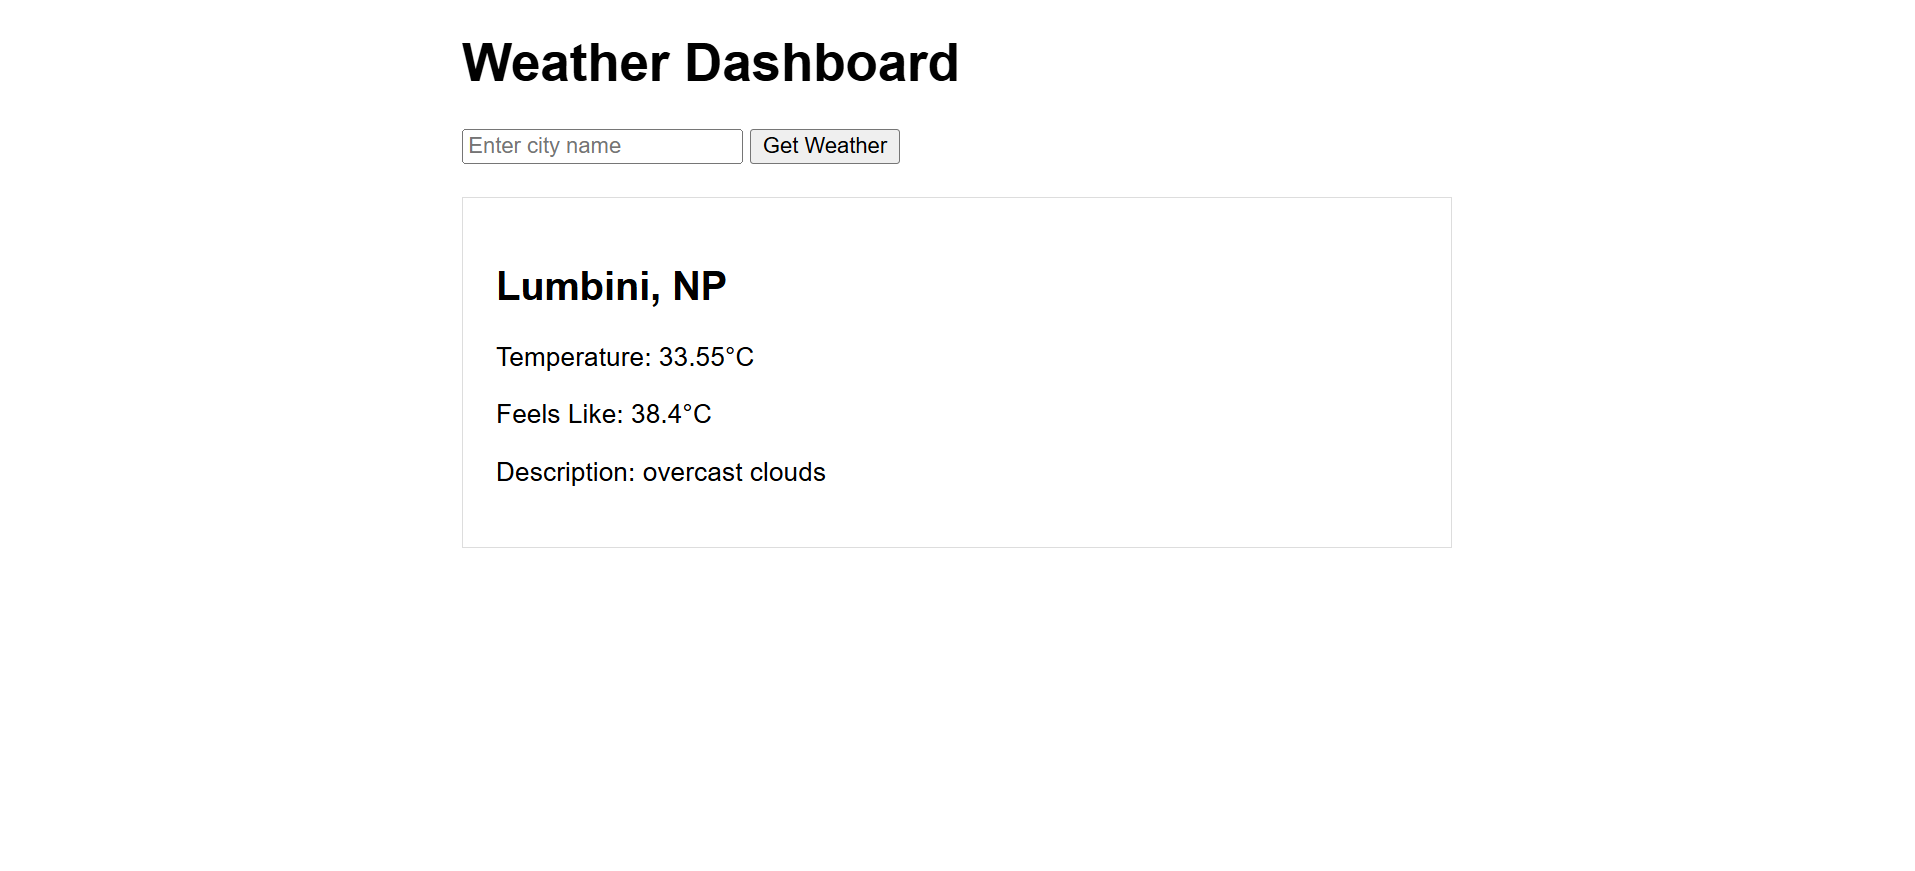 Weather Dashboard
Enter city name Get Weather
Lumbini, NP
Temperature: 33.55°C
Feels Like: 38.4°C
Description: overcast clouds